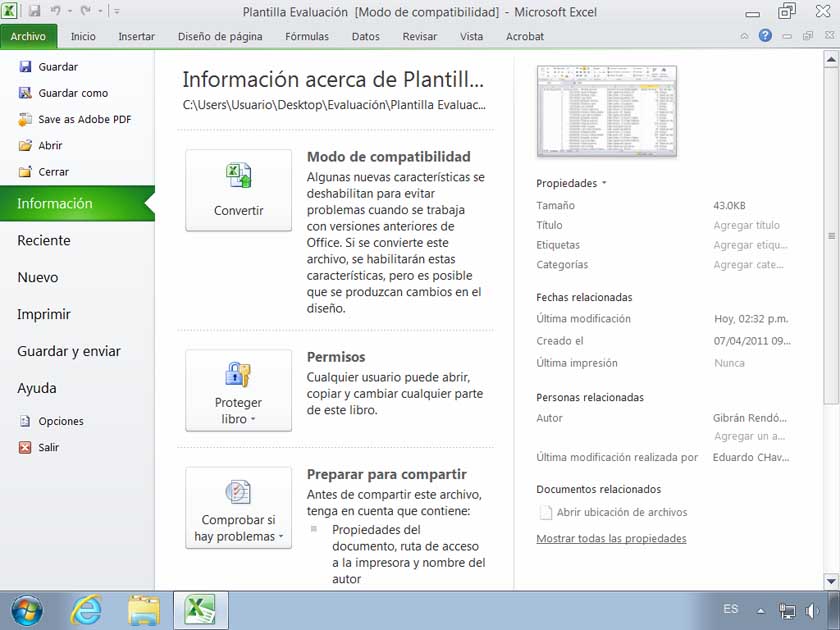 Plantilla Evaluación  [Modo de compatibilidad]  -  Microsoft Excel
Archivo Inicio Insertar Diseño de página Fórmulas Datos Revisar Vista Acrobat
Guardar
Guardar como
Save as Adobe PDF
Abrir
Cerrar
Información
Reciente
Nuevo
Imprimir
Guardar y enviar
Ayuda
Opciones
Salir
Información acerca de Plantill...
C:\Users\Usuario\Desktop\Evaluación\Plantilla Evaluac...
Convertir
Modo de compatibilidad
Algunas nuevas características se
deshabilitan para evitar
problemas cuando se trabaja
con versiones anteriores de
Office. Si se convierte este
archivo, se habilitarán estas
características, pero es posible
que se produzcan cambios en el
diseño.
Proteger
libro
Permisos
Cualquier usuario puede abrir,
copiar y cambiar cualquier parte
de este libro.
Comprobar si
hay problemas
Preparar para compartir
Antes de compartir este archivo,
tenga en cuenta que contiene:
Propiedades del
documento, ruta de acceso
a la impresora y nombre del
autor
Propiedades
Tamaño 43.0KB
Título Agregar título
Etiquetas Agregar etiqu...
Categorías Agregar cate...
Fechas relacionadas
Última modificación Hoy, 02:32 p.m.
Creado el 07/04/2011 09...
Última impresión Nunca
Personas relacionadas
Autor Gibrán Rendó...
Agregar un a...
Última modificación realizada por Eduardo CHav...
Documentos relacionados
Abrir ubicación de archivos
Mostrar todas las propiedades
ES